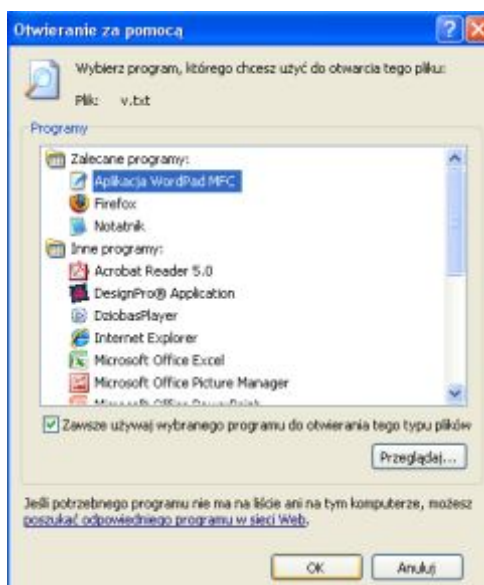 Otwieranie za pomocą
Wybierz program, którego chcesz użyć do otwarcia tego pliku:
Plik: v.txt
Programy
Zalecane programy:
Aplikacja WordPad MFC
Firefox
Notatnik
Inne programy:
Acrobat Reader 5.0
DesignPro® Application
DziobasPlayer
Internet Explorer
Microsoft Office Excel
Microsoft Office Picture Manager
Microsoft Office PowerPoint
Zawsze używaj wybranego programu do otwierania tego typu plików
Przeglądaj...
Jeśli potrzebnego programu nie ma na liście ani na tym komputerze, możesz
poszukać odpowiedniego programu w sieci Web.
OK Anuluj